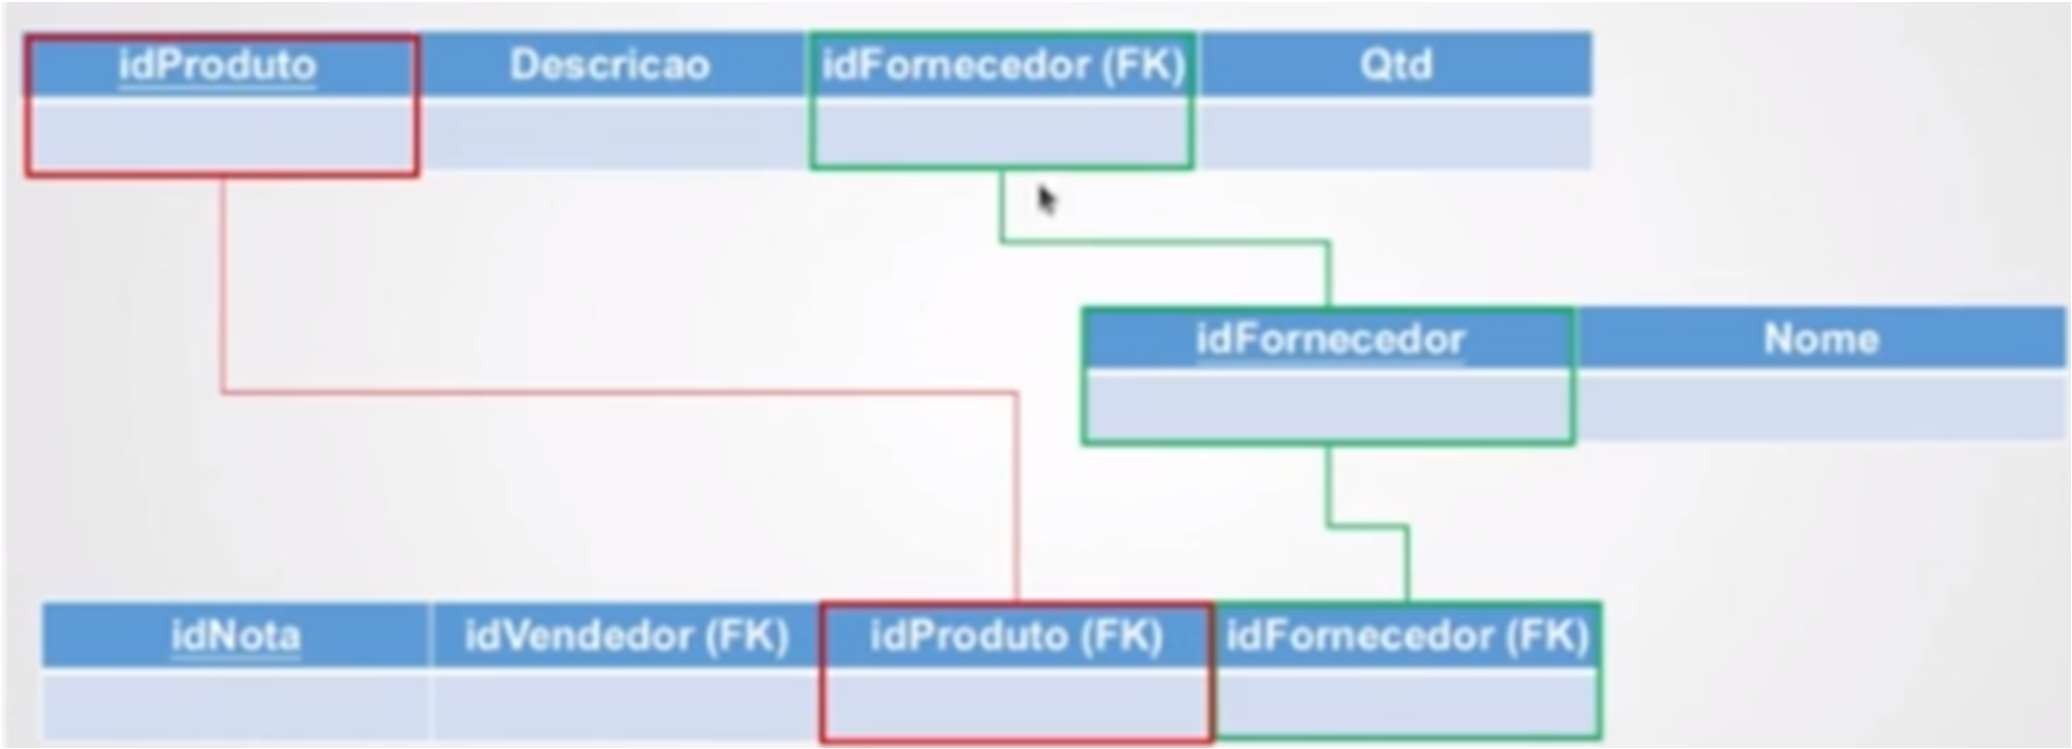 idProduto Descricao idFornecedor (FK) Qtd
idFornecedor Nome
idNota idVendedor (FK) idProduto (FK) idFornecedor (FK)